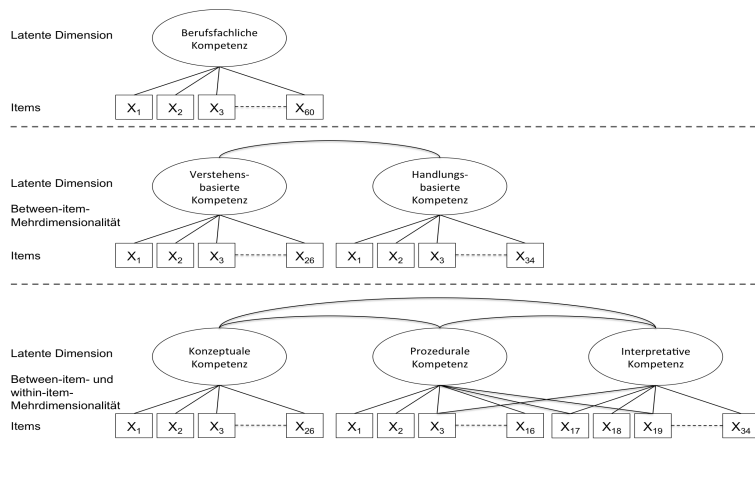 Latente Dimension
Berufsfachliche
Kompetenz
Items
X1 X2 X3 X60
Latente Dimension
Verstehens-
basierte
Kompetenz
Handlungs-
basierte
Kompetenz
Between-item-
Mehrdimensionalität
Items
X1 X2 X3 X26 X1 X2 X3 X34
Latente Dimension
Konzeptuale
Kompetenz
Prozedurale
Kompetenz
Interpretative
Kompetenz
Between-item- und
within-item-
Mehrdimensionalität
Items
X1 X2 X3 X26 X1 X2 X3 X16 X17 X18 X19 X34